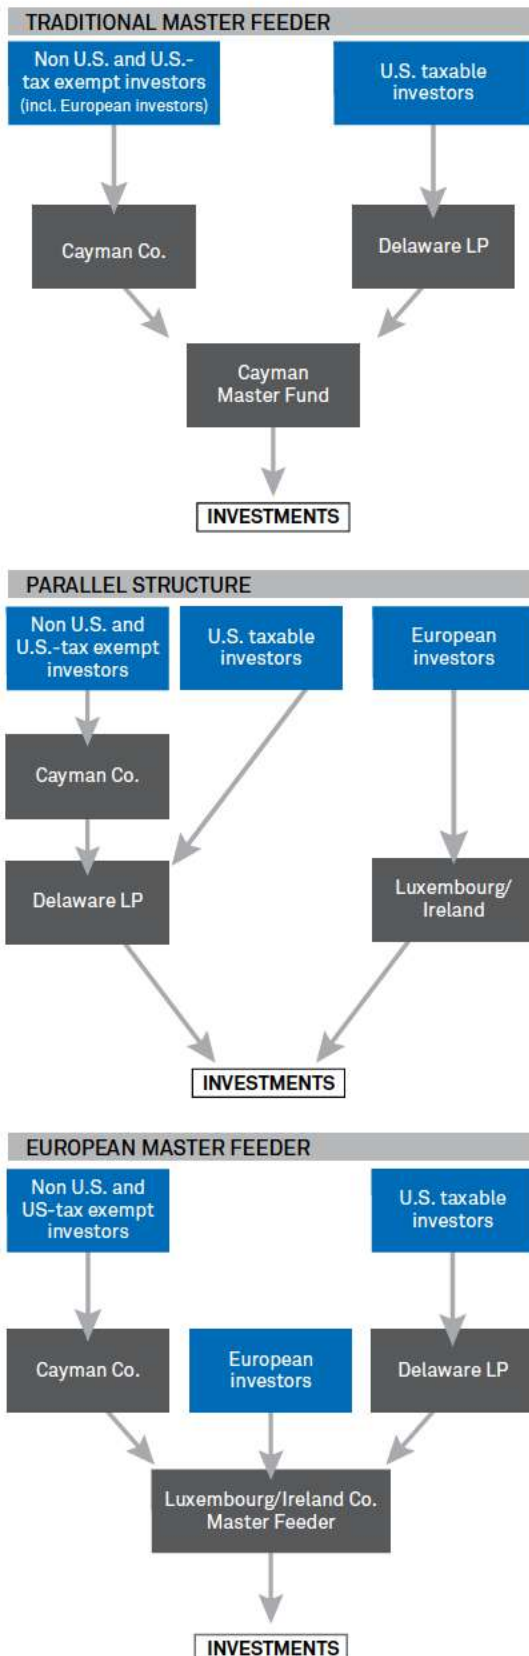 TRADITIONAL MASTER FEEDER
Non U.S. and U.S.-
tax exempt investors
(incl. European investors)
U.S. taxable
investors
Cayman Co.
Delaware LP
Cayman
Master Fund
INVESTMENTS
PARALLEL STRUCTURE
Non U.S. and
U.S.-tax exempt
investors
U.S. taxable
investors
European
investors
Cayman Co.
Delaware LP
Luxembourg/
Ireland
INVESTMENTS
EUROPEAN MASTER FEEDER
Non U.S. and
US-tax exempt
investors
U.S. taxable
investors
Cayman Co.
European
investors
Delaware LP
Luxembourg/Ireland Co.
Master Feeder
INVESTMENTS